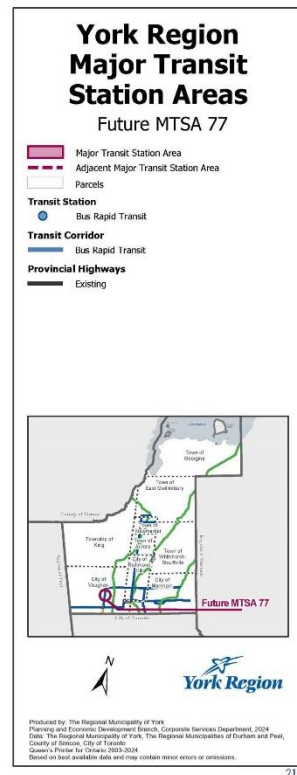 York Region
Major Transit
Station Areas
Future MTSA 77
Major Transit Station Area
Adjacent Major Transit Station Area
Parcels
Transit Station
Bus Rapid Transit
Transit Corridor
Bus Rapid Transit
Provincial Highways
Existing
Town of
Georgina
Town of
East Gwillimbury
County of Simcoe
Township of
King
Town of
Aurora
Town of
Whitchurch-
Stouffville
City of
Vaughan
City of
Richmond
City of
Markham
Future MTSA 77
City of Toronto
N
York Region
Produced by: The Regional Municipality of York
Planning and Economic Development Branch, Corporate Services Department, 2024
Data: The Regional Municipality of York, The Regional Municipalities of Durham and Peel,
County of Simcoe, City of Toronto
Queen's Printer for Ontario 2003-2024
Based on best available data and may contain minor errors or omissions.
21